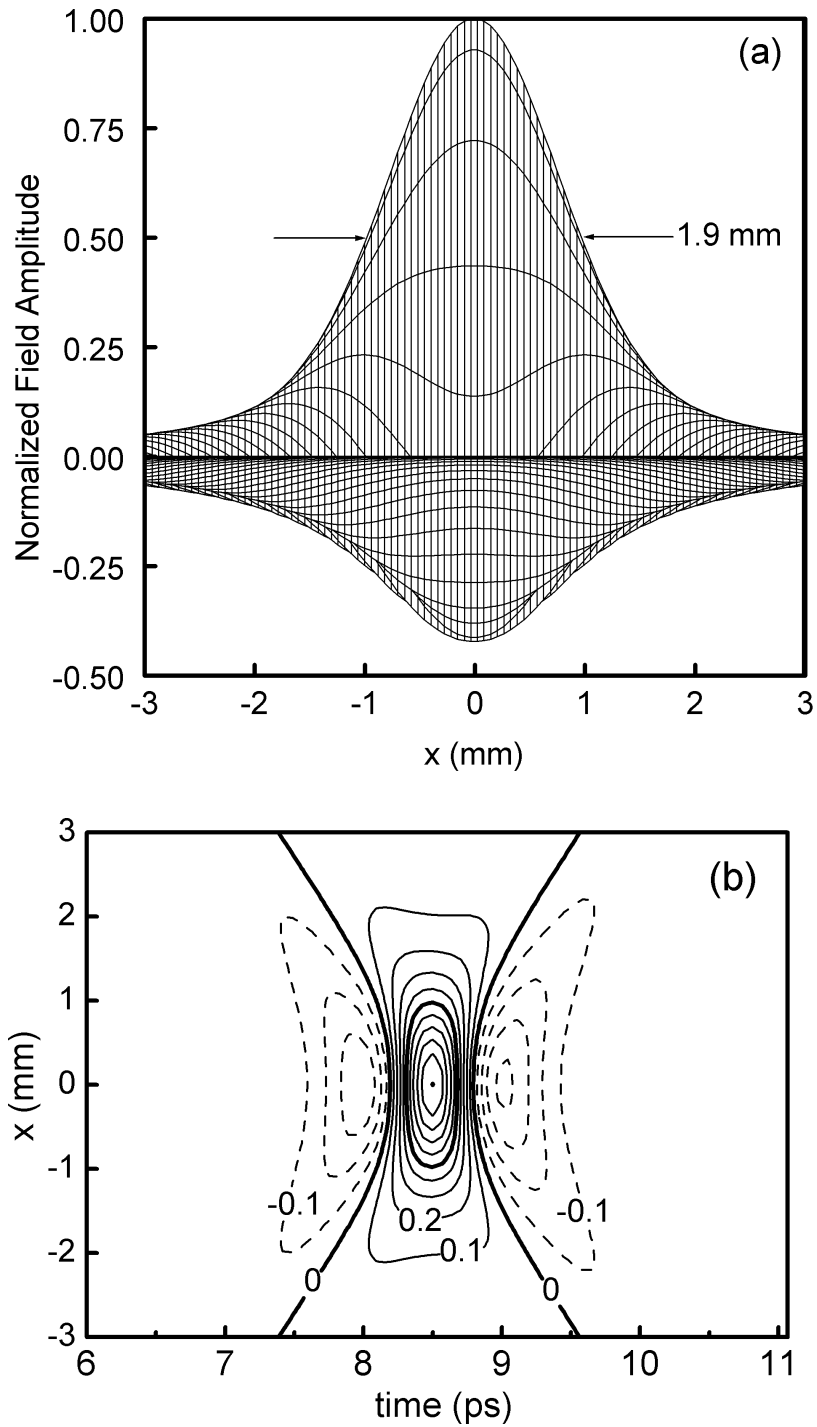 1.00
(a)
0.75
0.50
1.9 mm
0.25
0.00
-0.25
-0.50
Normalized Field Amplitude
-3 -2 -1 0 1 2 3
x (mm)
3
(b)
2
1
0
-1
-0.1
-0.1
0.2
-2
0.1
0
0
-3
x (mm)
6 7 8 9 10 11
time (ps)